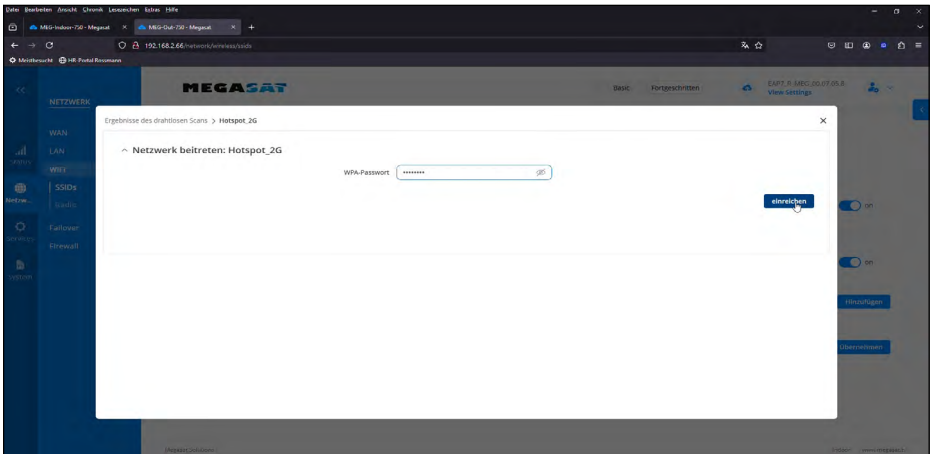 Datei Bearbeiten Ansicht Chronik Lesezeichen Extras Hilfe
MEG-Indoor-750 - Megasat
MEG-Out-750 - Megasat
192.168.2.66/network/wireless/ssids
Meistbesucht HR-Portal Rossmann
MEGASAT
Basic Fortgeschritten
View Settings
NETZWERK
Ergebnisse des drahtlosen Scans > Hotspot_2G
WAN
Netzwerk beitreten: Hotspot_2G
LAN
WPA-Passwort ••••••••
SSIDs
Netzw...
einreichen
on
Failover
Firewall
on
Hinzufügen
Übernehmen